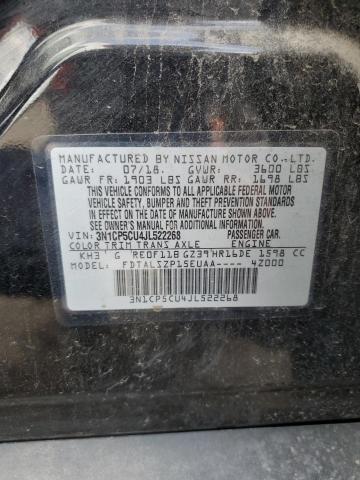 MANUFACTURED BY NISSAN MOTOR CO.,LTD.
DATE: 07/18. GVWR: 3600 LBS
GAWR FR: 1903 LBS GAWR RR: 1698 LBS
THIS VEHICLE CONFORMS TO ALL APPLICABLE FEDERAL MOTOR
VEHICLE SAFETY, BUMPER AND THEFT PREVENTION STANDARDS
IN EFFECT ON THE DATE OF MANUFACTURE SHOWN ABOVE.
SEE OWNER'S MANUAL FOR ADDITIONAL INFORMATION.
VIN: 3N1CP5CU4JL522268 PASSENGER CAR.
COLOR TRIM TRANS AXLE ENGINE
KH3 G RE0F11B GZ39 HR16DE 1598 CC
MODEL: FDTALSZP15EUAA---- 4Z000
3N1CP5CU4JL522268